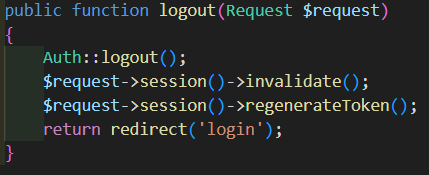 public function logout(Request $request)
{
    Auth::logout();
    $request->session()->invalidate();
    $request->session()->regenerateToken();
    return redirect('login');
}